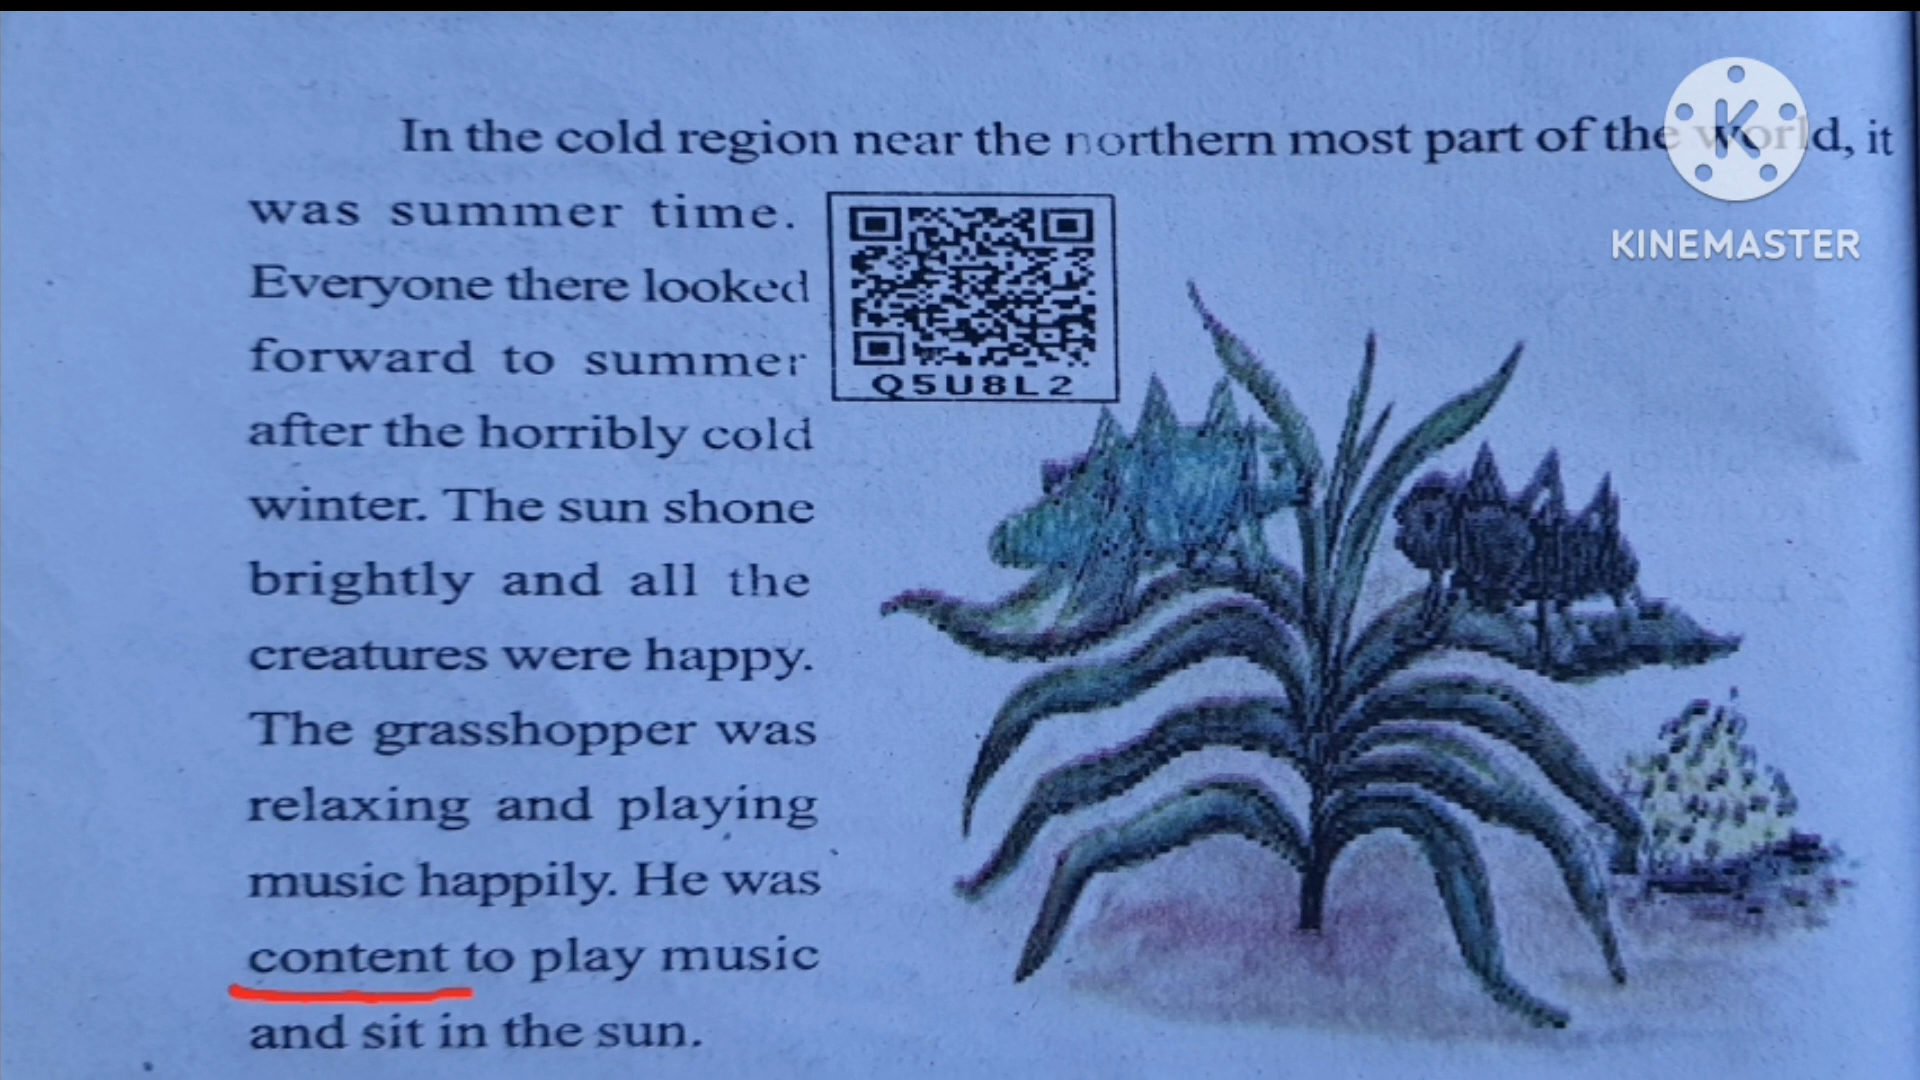 In the cold region near the northern most part of the world, it
was summer time.
Everyone there looked
forward to summer
after the horribly cold
winter. The sun shone
brightly and all the
creatures were happy.
The grasshopper was
relaxing and playing
music happily. He was
content to play music
and sit in the sun.
Q5U8L2
KINEMASTER